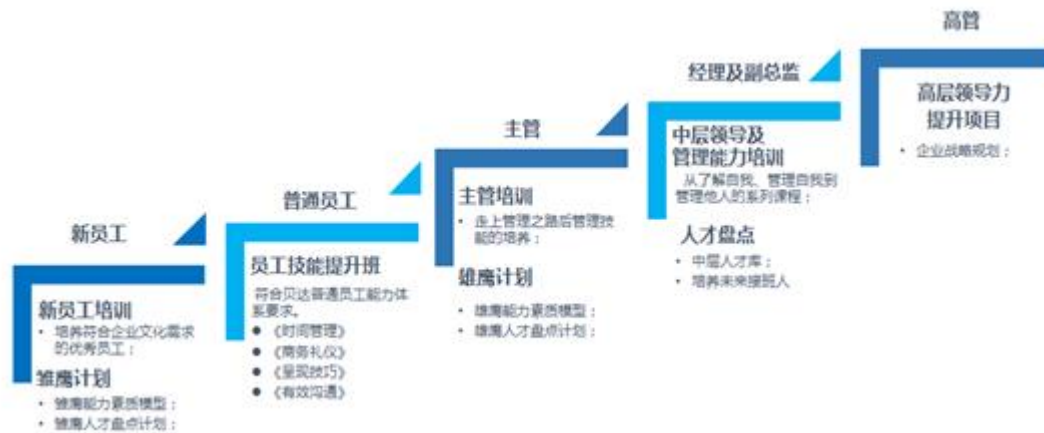 高管
高层领导力
提升项目
• 企业战略规划；
经理及副总监
中层领导及
管理能力培训
从了解自我、管理自我到
管理他人的系列课程；
人才盘点
• 中层人才库；
• 培养未来接班人
主管
主管培训
• 走上管理之路后管理技
能的培养；
雄鹰计划
• 雄鹰能力素质模型；
• 雄鹰人才盘点计划；
普通员工
员工技能提升班
符合贝达普通员工能力体
系要求。
● 《时间管理》
● 《商务礼仪》
● 《呈现技巧》
● 《有效沟通》
新员工
新员工培训
• 培养符合企业文化需求
的优秀员工；
雏鹰计划
• 雏鹰能力素质模型；
• 雏鹰人才盘点计划；